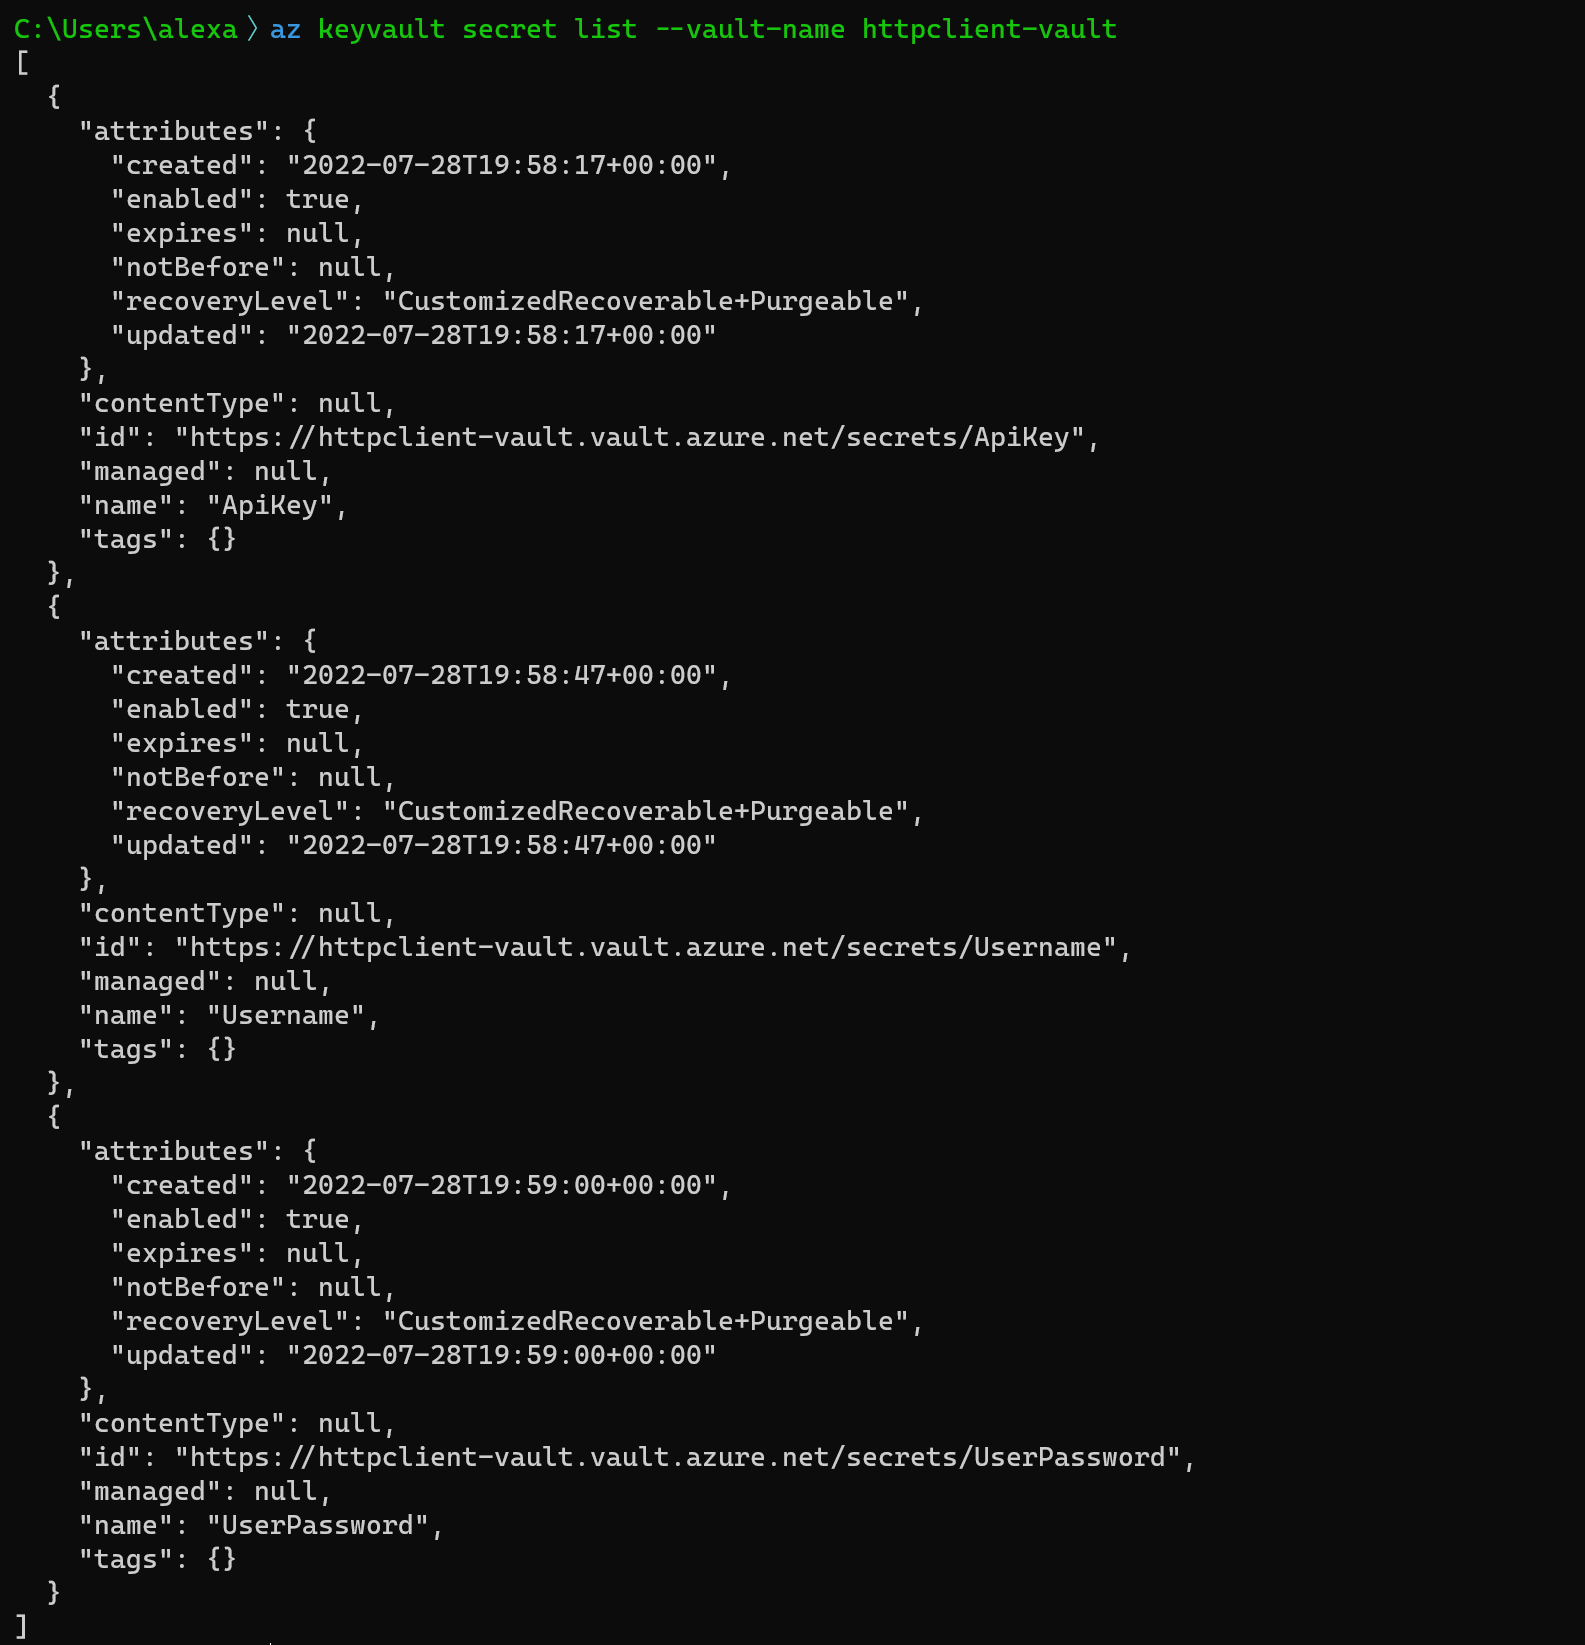 C:\Users\alexa〉az keyvault secret list --vault-name httpclient-vault
[
  {
    "attributes": {
      "created": "2022-07-28T19:58:17+00:00",
      "enabled": true,
      "expires": null,
      "notBefore": null,
      "recoveryLevel": "CustomizedRecoverable+Purgeable",
      "updated": "2022-07-28T19:58:17+00:00"
    },
    "contentType": null,
    "id": "https://httpclient-vault.vault.azure.net/secrets/ApiKey",
    "managed": null,
    "name": "ApiKey",
    "tags": {}
  },
  {
    "attributes": {
      "created": "2022-07-28T19:58:47+00:00",
      "enabled": true,
      "expires": null,
      "notBefore": null,
      "recoveryLevel": "CustomizedRecoverable+Purgeable",
      "updated": "2022-07-28T19:58:47+00:00"
    },
    "contentType": null,
    "id": "https://httpclient-vault.vault.azure.net/secrets/Username",
    "managed": null,
    "name": "Username",
    "tags": {}
  },
  {
    "attributes": {
      "created": "2022-07-28T19:59:00+00:00",
      "enabled": true,
      "expires": null,
      "notBefore": null,
      "recoveryLevel": "CustomizedRecoverable+Purgeable",
      "updated": "2022-07-28T19:59:00+00:00"
    },
    "contentType": null,
    "id": "https://httpclient-vault.vault.azure.net/secrets/UserPassword",
    "managed": null,
    "name": "UserPassword",
    "tags": {}
  }
]